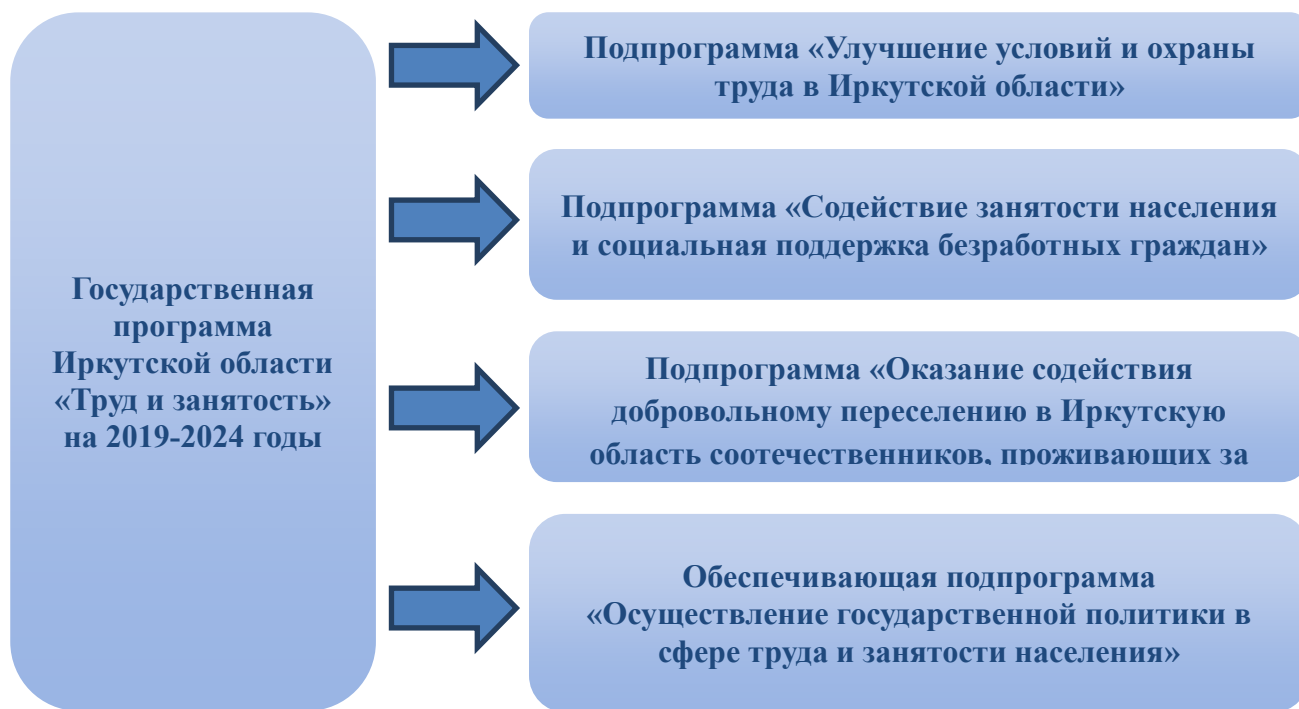 Государственная
программа
Иркутской области
«Труд и занятость»
на 2019-2024 годы
Подпрограмма «Улучшение условий и охраны
труда в Иркутской области»
Подпрограмма «Содействие занятости населения
и социальная поддержка безработных граждан»
Подпрограмма «Оказание содействия
добровольному переселению в Иркутскую
область соотечественников, проживающих за
Обеспечивающая подпрограмма
«Осуществление государственной политики в
сфере труда и занятости населения»